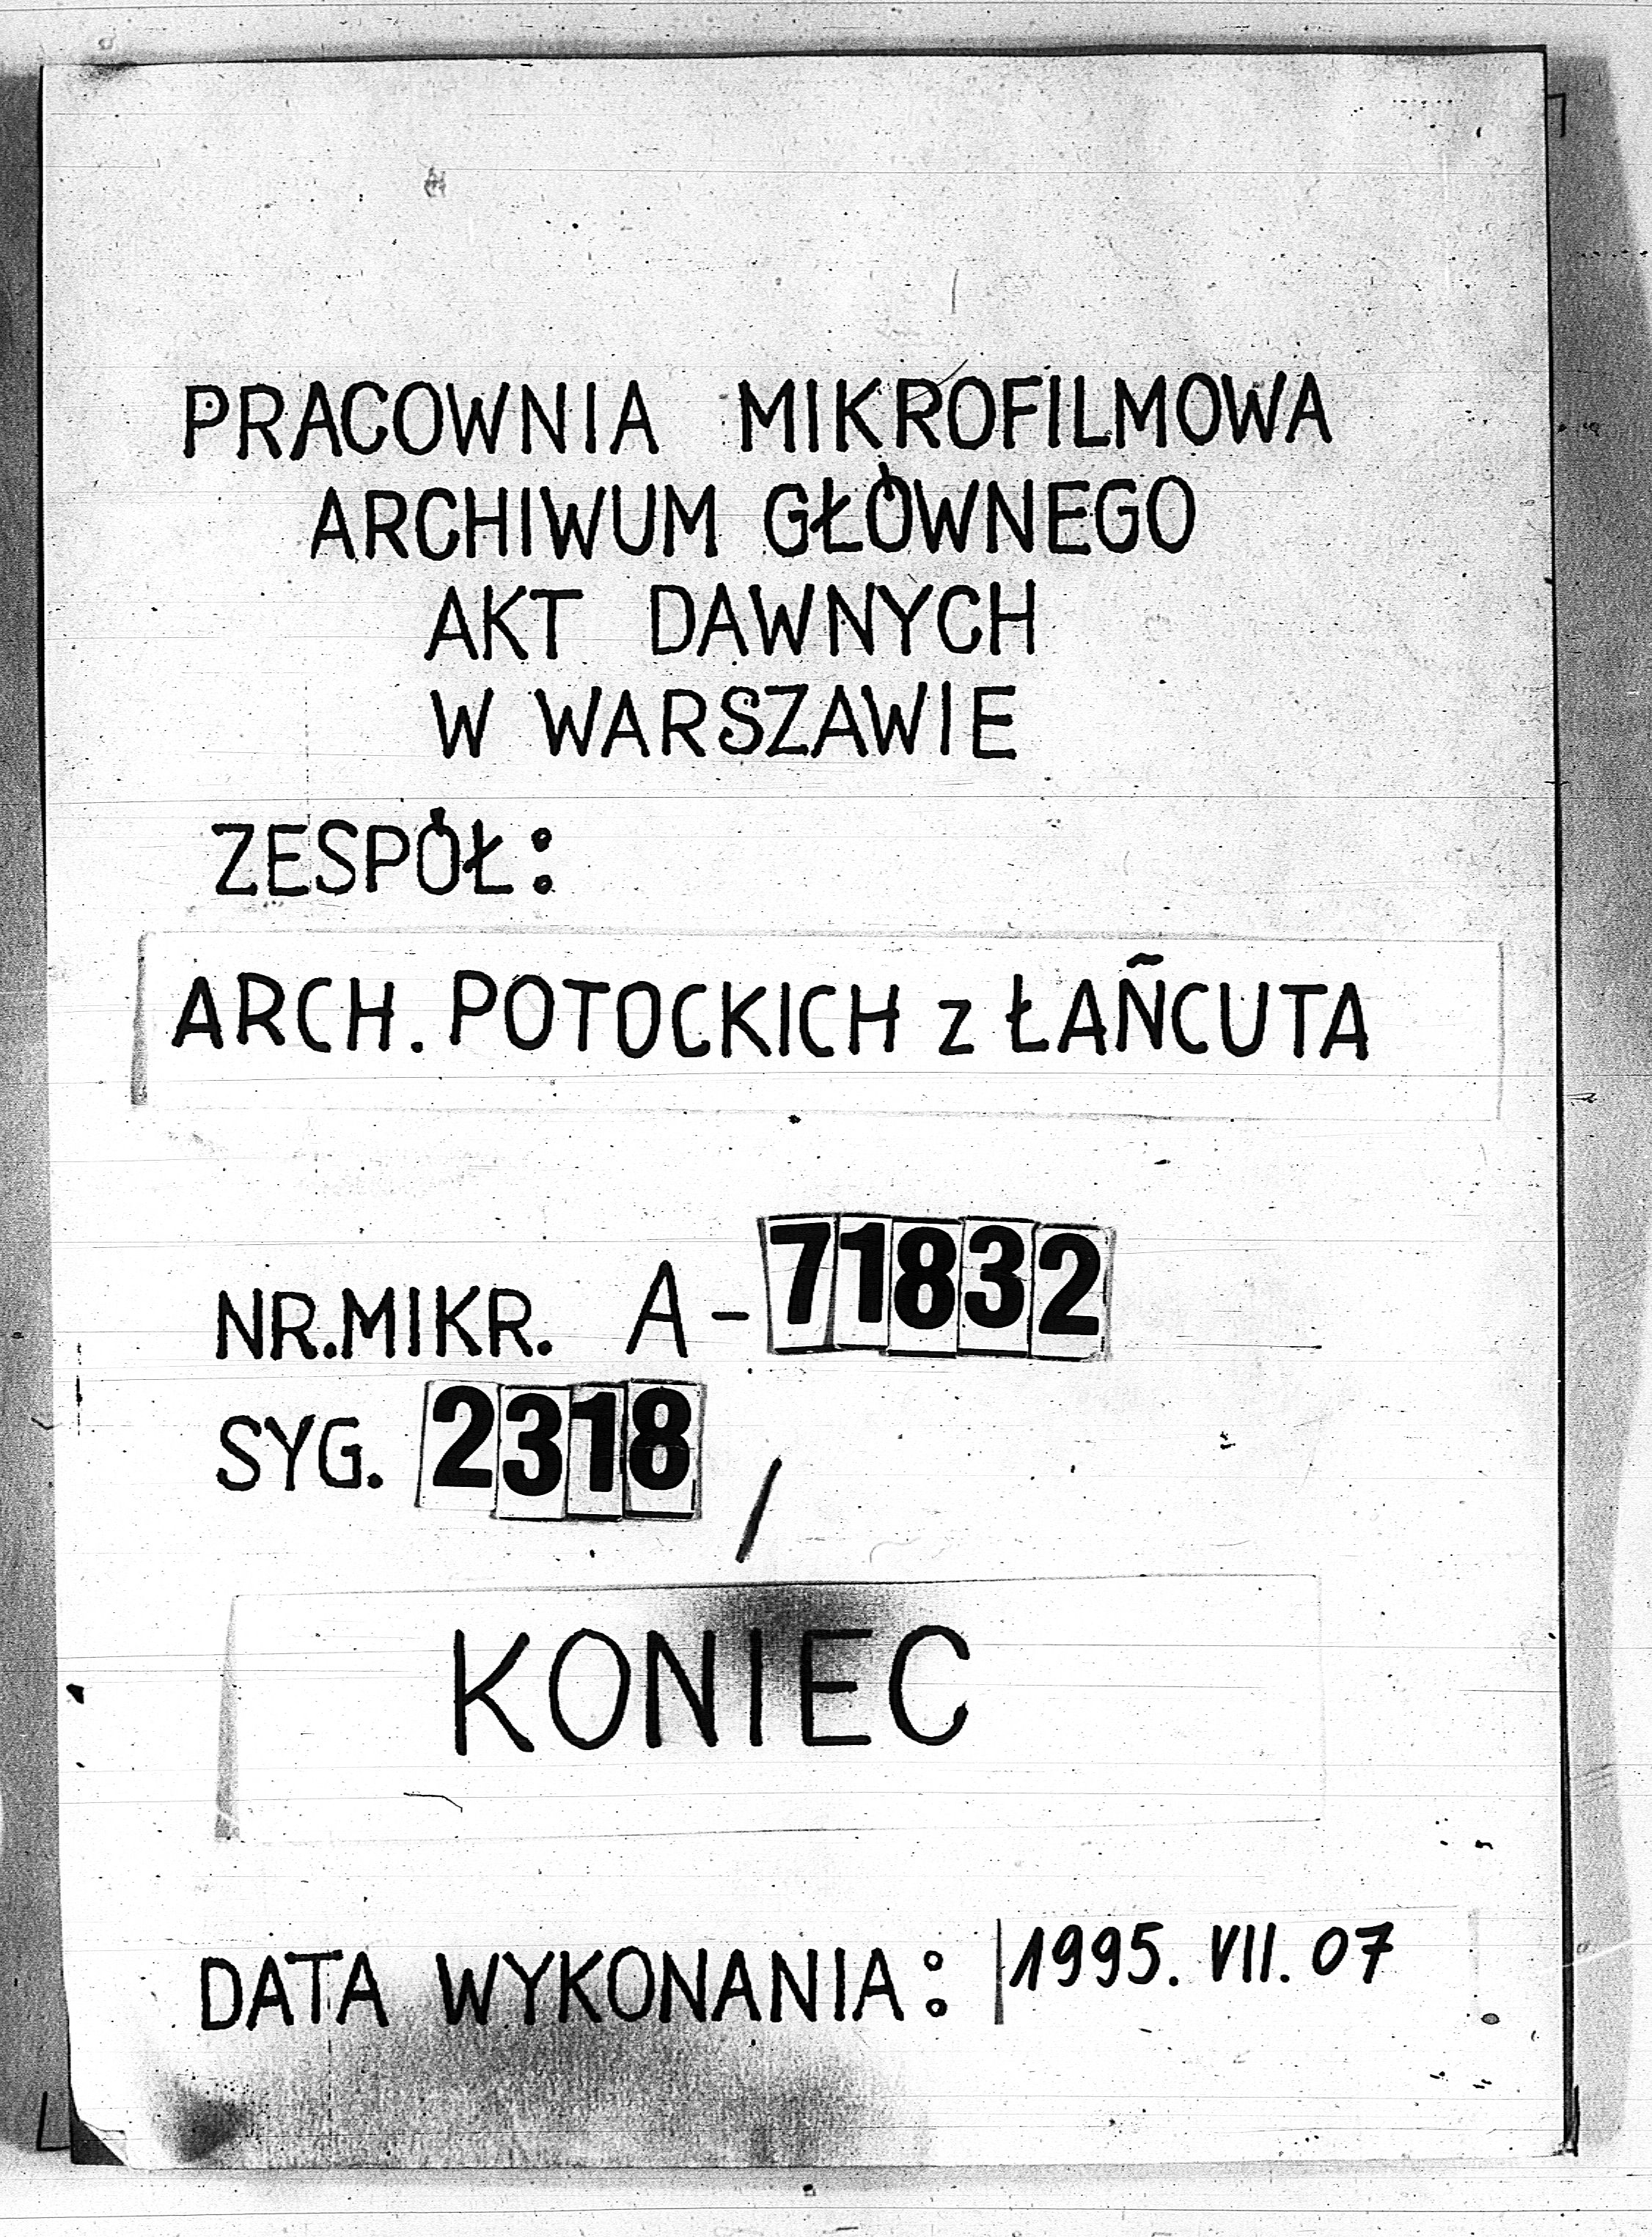 PRACOWNIA MIKROFILMOWA
ARCHIWUM GŁÓWNEGO
AKT DAWNYCH
W WARSZAWIE
ZESPÓŁ:
ARCH. POTOCKICH z ŁAŃCUTA
NR.MIKR. A-71832
SYG. 2318 /
KONIEC
DATA WYKONANIA: 1995. VII. 07